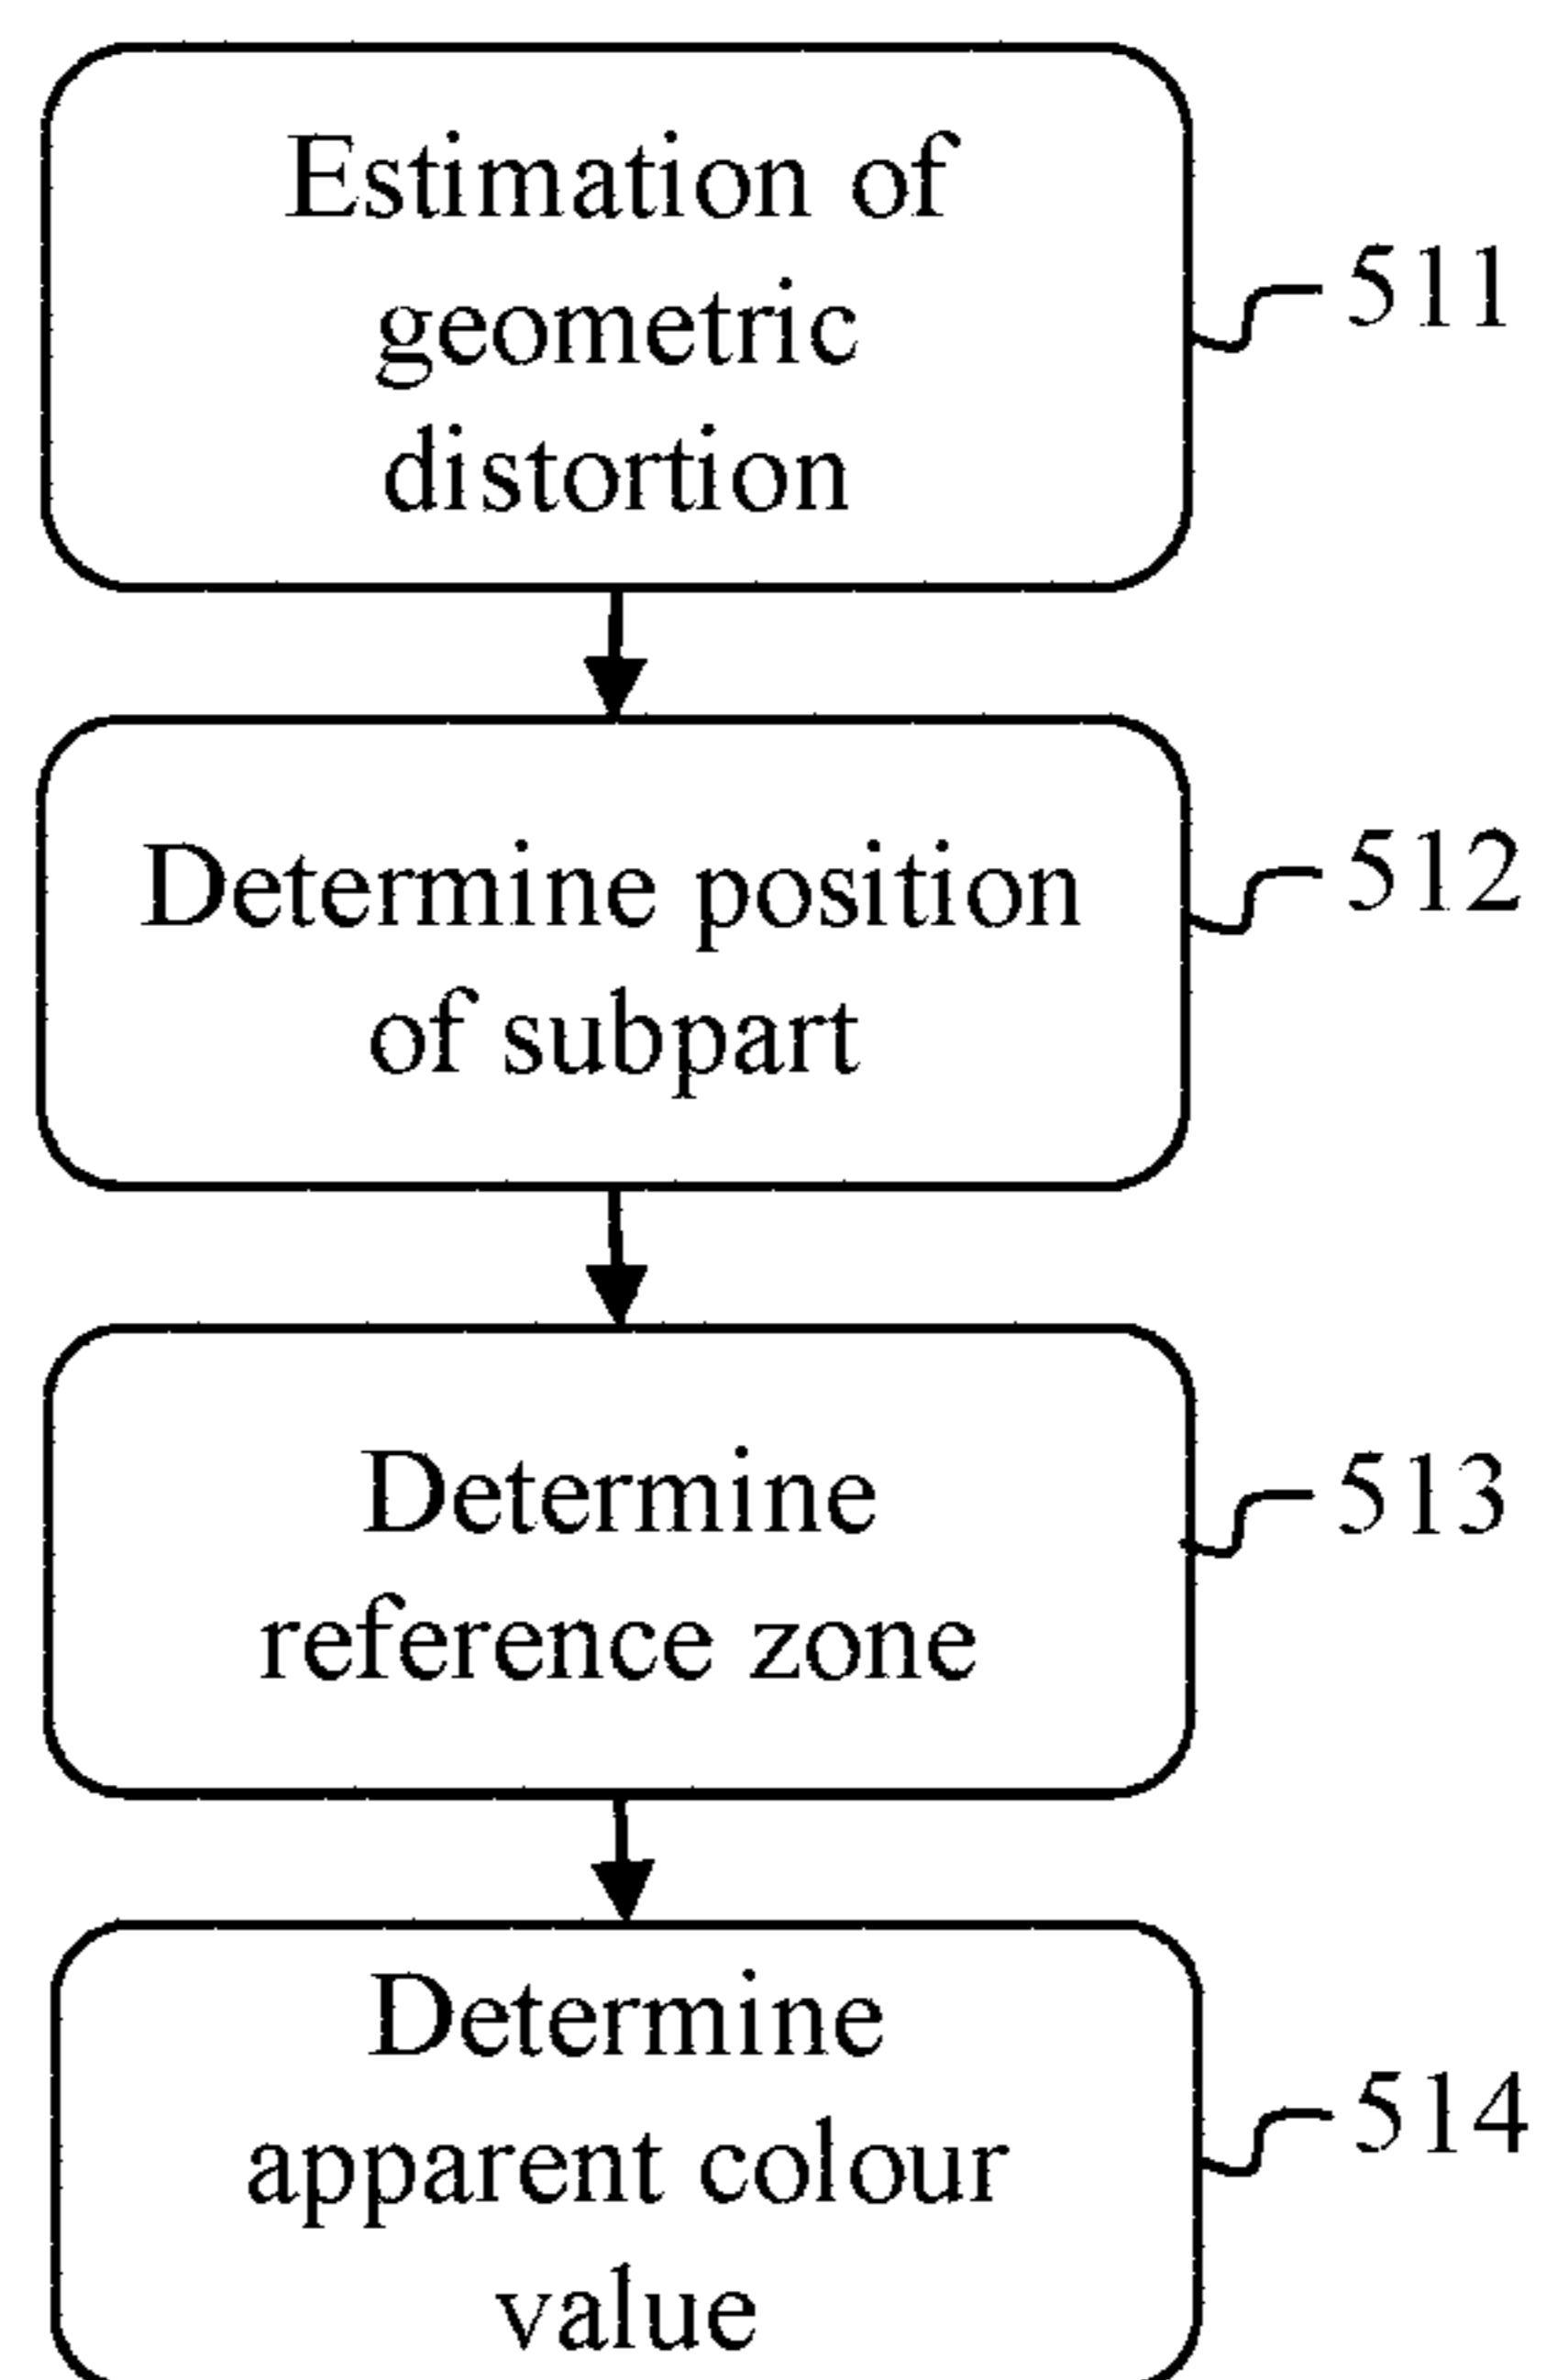 Estimation of
geometric
distortion
511
Determine position
of subpart
512
Determine
reference zone
513
Determine
apparent colour
value
514